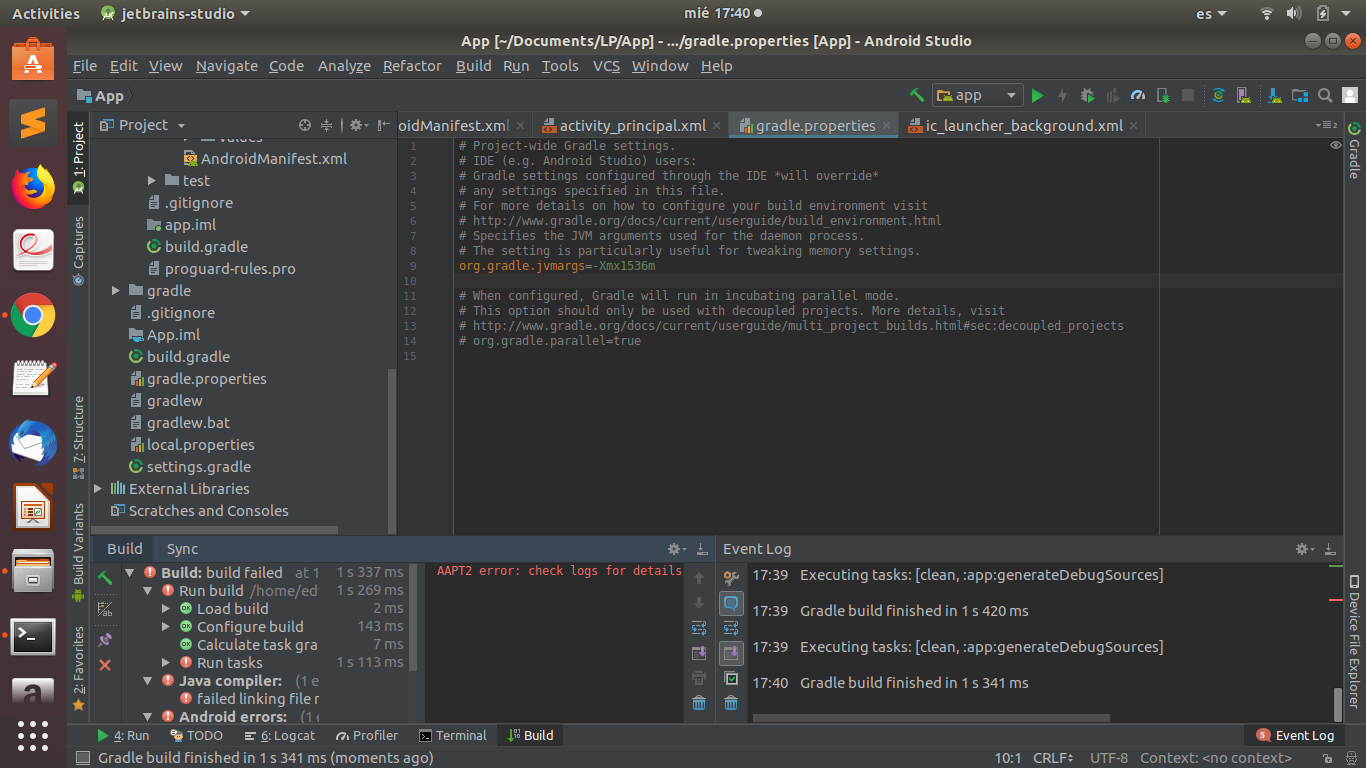 Activities jetbrains-studio mié 17:40 es
App [~/Documents/LP/App] - .../gradle.properties [App] - Android Studio
File Edit View Navigate Code Analyze Refactor Build Run Tools VCS Window Help
App app
1: Project
Captures
7: Structure
Build Variants
2: Favorites
Project
AndroidManifest.xml
test
.gitignore
app.iml
build.gradle
proguard-rules.pro
gradle
.gitignore
App.iml
build.gradle
gradle.properties
gradlew
gradlew.bat
local.properties
settings.gradle
External Libraries
Scratches and Consoles
oidManifest.xml activity_principal.xml gradle.properties ic_launcher_background.xml
1 # Project-wide Gradle settings.
2 # IDE (e.g. Android Studio) users:
3 # Gradle settings configured through the IDE *will override*
4 # any settings specified in this file.
5 # For more details on how to configure your build environment visit
6 # http://www.gradle.org/docs/current/userguide/build_environment.html
7 # Specifies the JVM arguments used for the daemon process.
8 # The setting is particularly useful for tweaking memory settings.
9 org.gradle.jvmargs=-Xmx1536m
10
11 # When configured, Gradle will run in incubating parallel mode.
12 # This option should only be used with decoupled projects. More details, visit
13 # http://www.gradle.org/docs/current/userguide/multi_project_builds.html#sec:decoupled_projects
14 # org.gradle.parallel=true
15
Gradle
Device File Explorer
Build Sync
Build: build failed at 1 1 s 337 ms
Run build /home/ed 1 s 269 ms
Load build 2 ms
Configure build 143 ms
Calculate task gra 7 ms
Run tasks 1 s 113 ms
Java compiler: (1 e
failed linking file r
Android errors: (1 e
AAPT2 error: check logs for details
Event Log
17:39 Executing tasks: [clean, :app:generateDebugSources]
17:39 Gradle build finished in 1 s 420 ms
17:39 Executing tasks: [clean, :app:generateDebugSources]
17:40 Gradle build finished in 1 s 341 ms
4: Run TODO 6: Logcat Profiler Terminal Build 5 Event Log
Gradle build finished in 1 s 341 ms (moments ago) 10:1 CRLF UTF-8 Context: <no context>